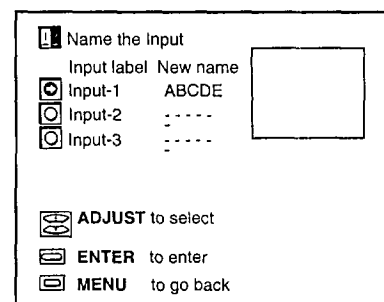 Name the Input
Input label New name
Input-1 ABCDE
Input-2 - - - - -
Input-3 - - - - -
ADJUST to select
ENTER to enter
MENU to go back